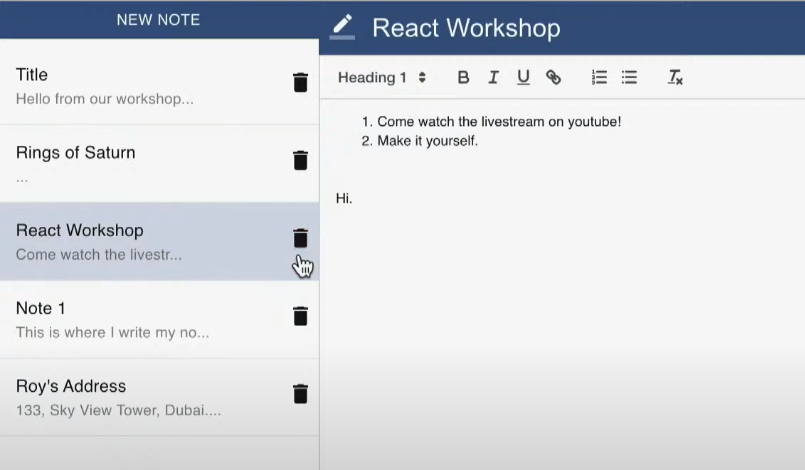 NEW NOTE
Title
Hello from our workshop...
Rings of Saturn
...
React Workshop
Come watch the livestr...
Note 1
This is where I write my no...
Roy's Address
133, Sky View Tower, Dubai....
React Workshop
Heading 1 B I U Tx
1. Come watch the livestream on youtube!
2. Make it yourself.
Hi.